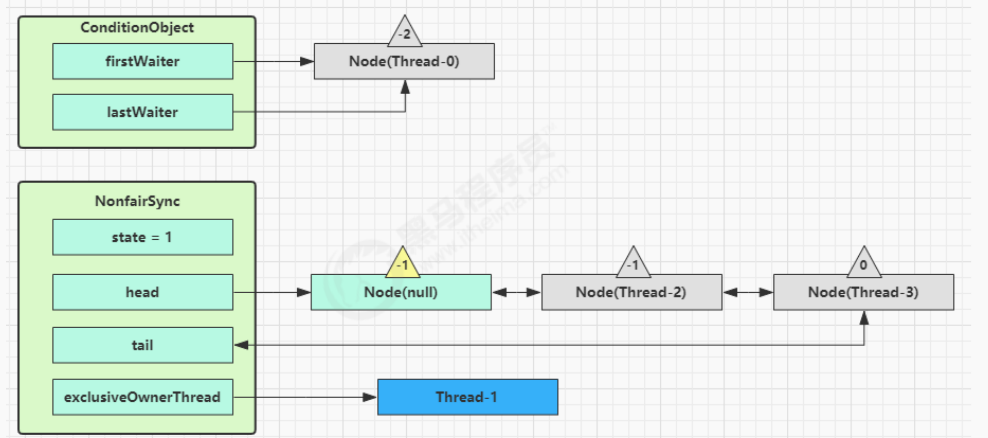 ConditionObject
-2
firstWaiter
Node(Thread-0)
lastWaiter
NonfairSync
state = 1
-1
-1
0
head
Node(null)
Node(Thread-2)
Node(Thread-3)
tail
exclusiveOwnerThread
Thread-1
黑马程序员
www.itheima.com